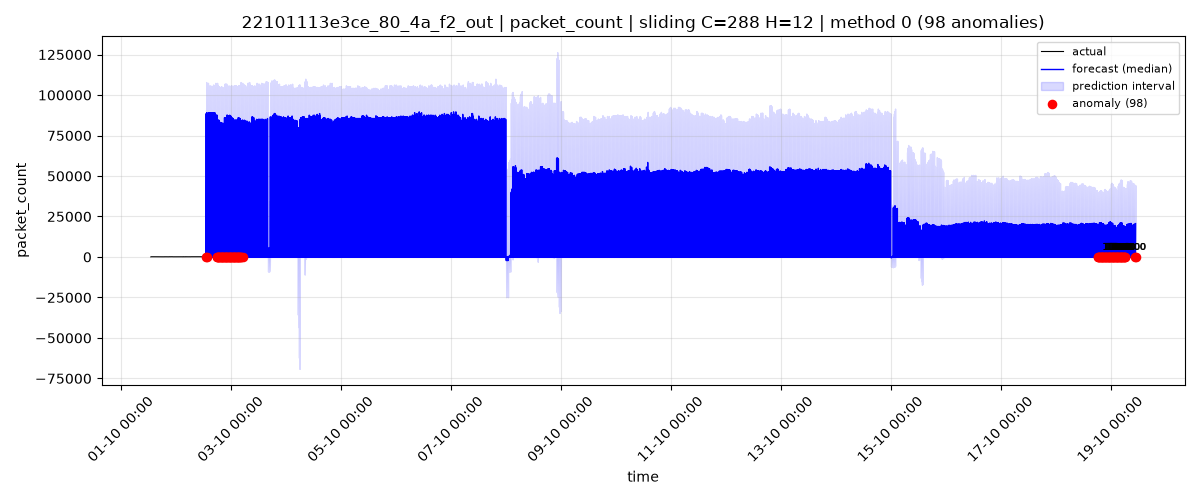 22101113e3ce_80_4a_f2_out | packet_count | sliding C=288 H=12 | method 0 (98 anomalies)
125000
100000
75000
50000
25000
0
−25000
−50000
−75000
packet_count
actual
forecast (median)
prediction interval
anomaly (98)
01-10 00:00
03-10 00:00
05-10 00:00
07-10 00:00
09-10 00:00
11-10 00:00
13-10 00:00
15-10 00:00
17-10 00:00
19-10 00:00
time